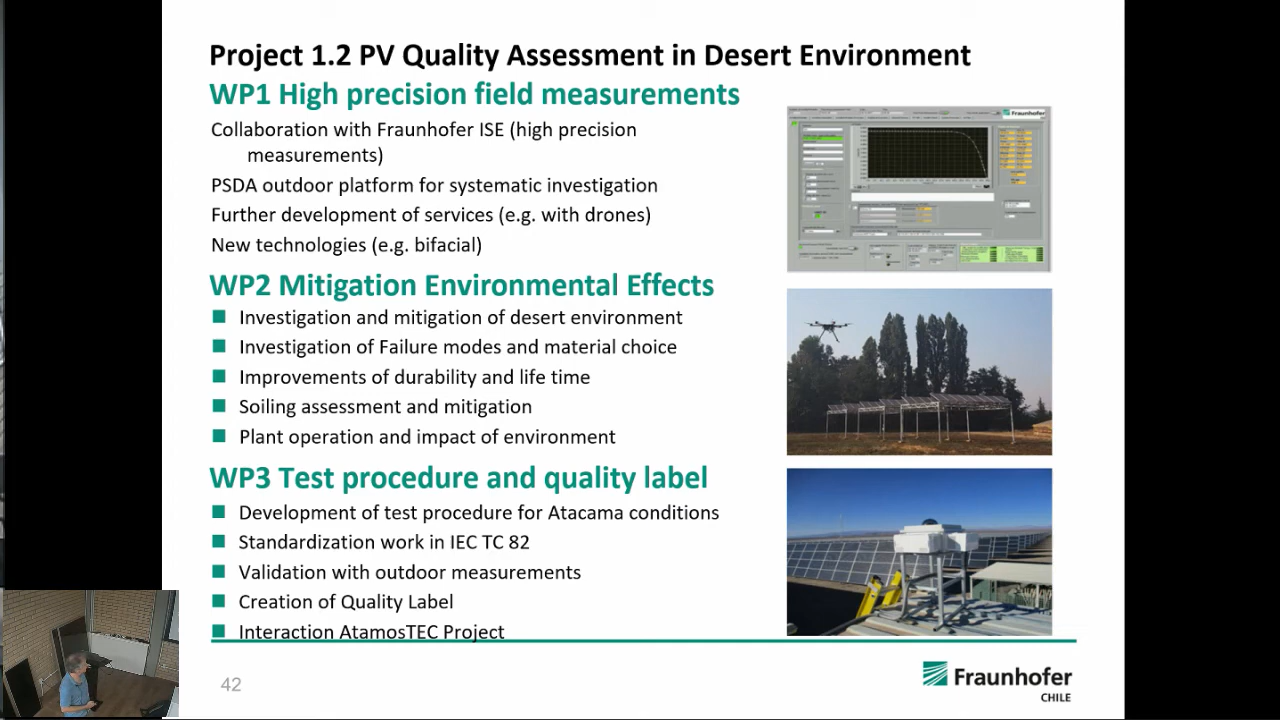 Project 1.2 PV Quality Assessment in Desert Environment
WP1 High precision field measurements
Collaboration with Fraunhofer ISE (high precision
measurements)
PSDA outdoor platform for systematic investigation
Further development of services (e.g. with drones)
New technologies (e.g. bifacial)
WP2 Mitigation Environmental Effects
Investigation and mitigation of desert environment
Investigation of Failure modes and material choice
Improvements of durability and life time
Soiling assessment and mitigation
Plant operation and impact of environment
WP3 Test procedure and quality label
Development of test procedure for Atacama conditions
Standardization work in IEC TC 82
Validation with outdoor measurements
Creation of Quality Label
Interaction AtamosTEC Project
Fraunhofer
42
Fraunhofer
CHILE